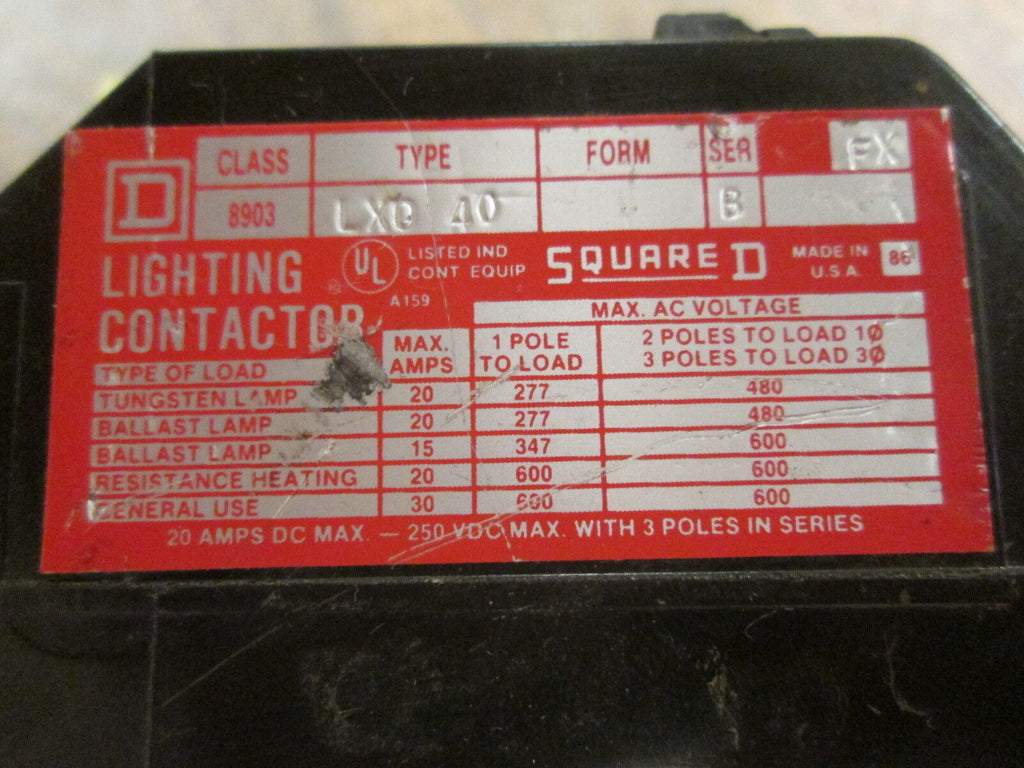 D CLASS TYPE FORM SER FX
8903 LXO 40 B
LIGHTING CONTACTOR
UL LISTED IND CONT EQUIP
A159
SQUARE D
MADE IN U.S.A. 86
MAX. AC VOLTAGE
TYPE OF LOAD MAX. AMPS 1 POLE TO LOAD 2 POLES TO LOAD 1Ø 3 POLES TO LOAD 3Ø
TUNGSTEN LAMP 20 277 480
BALLAST LAMP 20 277 480
BALLAST LAMP 15 347 600
RESISTANCE HEATING 20 600 600
GENERAL USE 30 600 600
20 AMPS DC MAX. — 250 VDC MAX. WITH 3 POLES IN SERIES